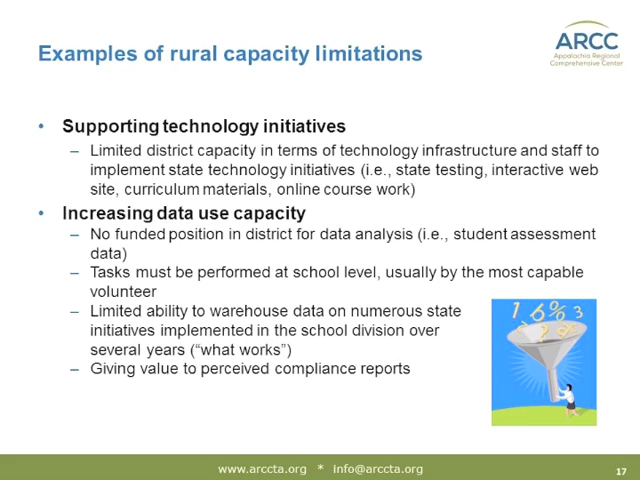 Examples of rural capacity limitations
ARCC
Appalachia Regional
Comprehensive Center
• Supporting technology initiatives
– Limited district capacity in terms of technology infrastructure and staff to
implement state technology initiatives (i.e., state testing, interactive web
site, curriculum materials, online course work)
• Increasing data use capacity
– No funded position in district for data analysis (i.e., student assessment
data)
– Tasks must be performed at school level, usually by the most capable
volunteer
– Limited ability to warehouse data on numerous state
initiatives implemented in the school division over
several years (“what works”)
– Giving value to perceived compliance reports
1 6 % 3
?
www.arccta.org * info@arccta.org
17